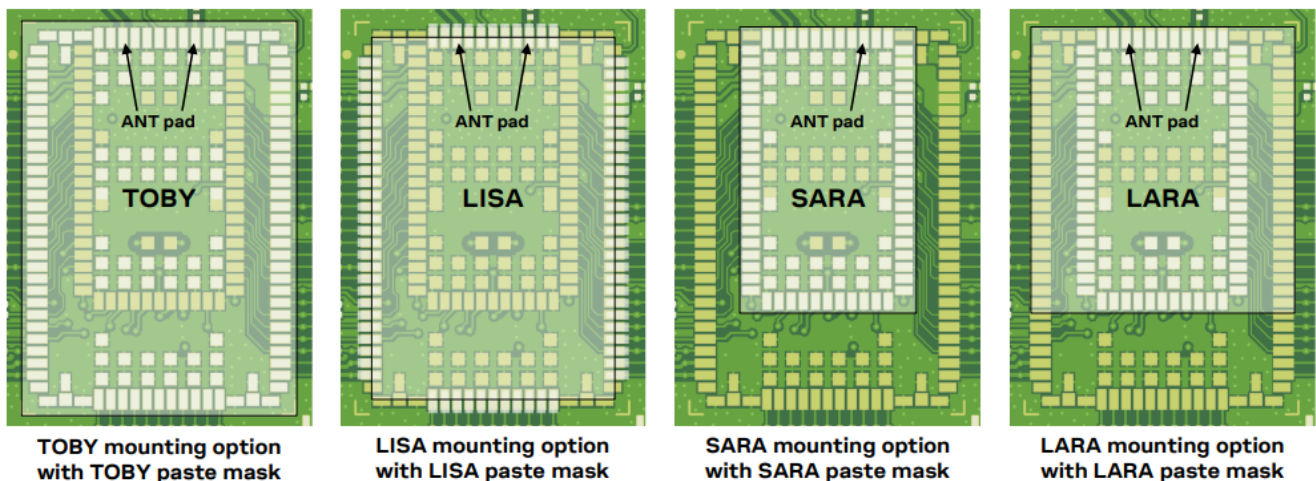 ANT pad
ANT pad
ANT pad
ANT pad
TOBY
LISA
SARA
LARA
TOBY mounting option
with TOBY paste mask
LISA mounting option
with LISA paste mask
SARA mounting option
with SARA paste mask
LARA mounting option
with LARA paste mask